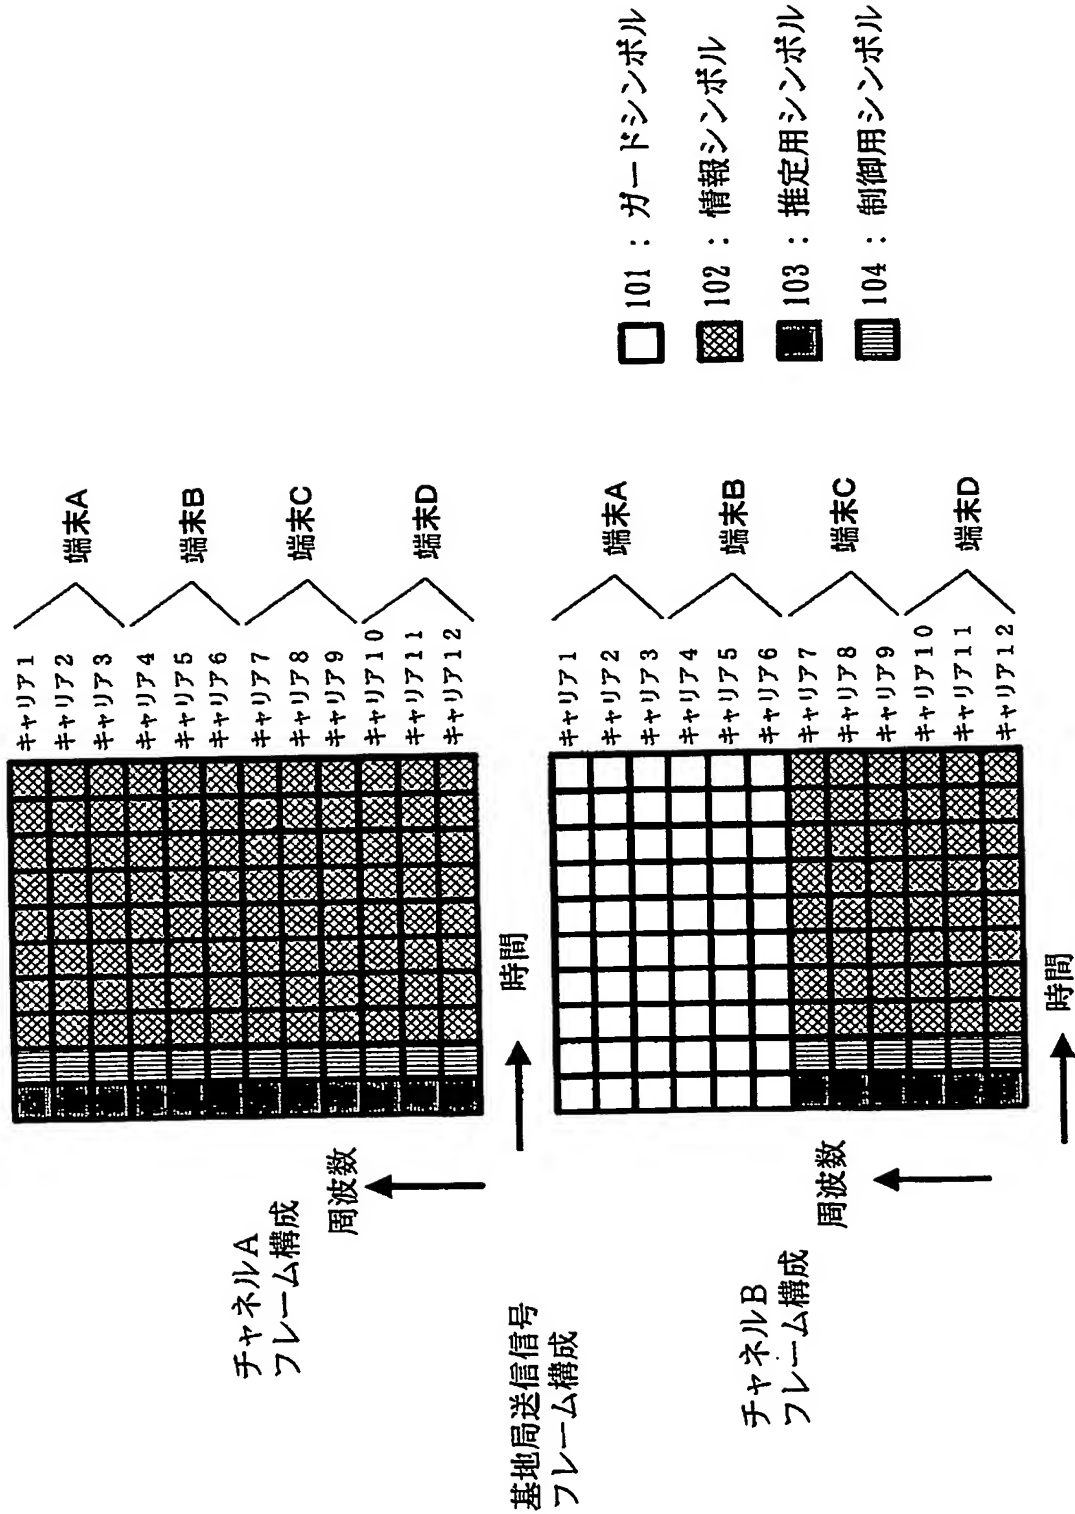 チャネルA
フレーム構成
周波数
時間
キャリア1
キャリア2
キャリア3
キャリア4
キャリア5
キャリア6
キャリア7
キャリア8
キャリア9
キャリア10
キャリア11
キャリア12
端末A
端末B
端末C
端末D
基地局送信信号
フレーム構成
チャネルB
フレーム構成
周波数
時間
キャリア1
キャリア2
キャリア3
キャリア4
キャリア5
キャリア6
キャリア7
キャリア8
キャリア9
キャリア10
キャリア11
キャリア12
端末A
端末B
端末C
端末D
101 : ガードシンボル
102 : 情報シンボル
103 : 推定用シンボル
104 : 制御用シンボル